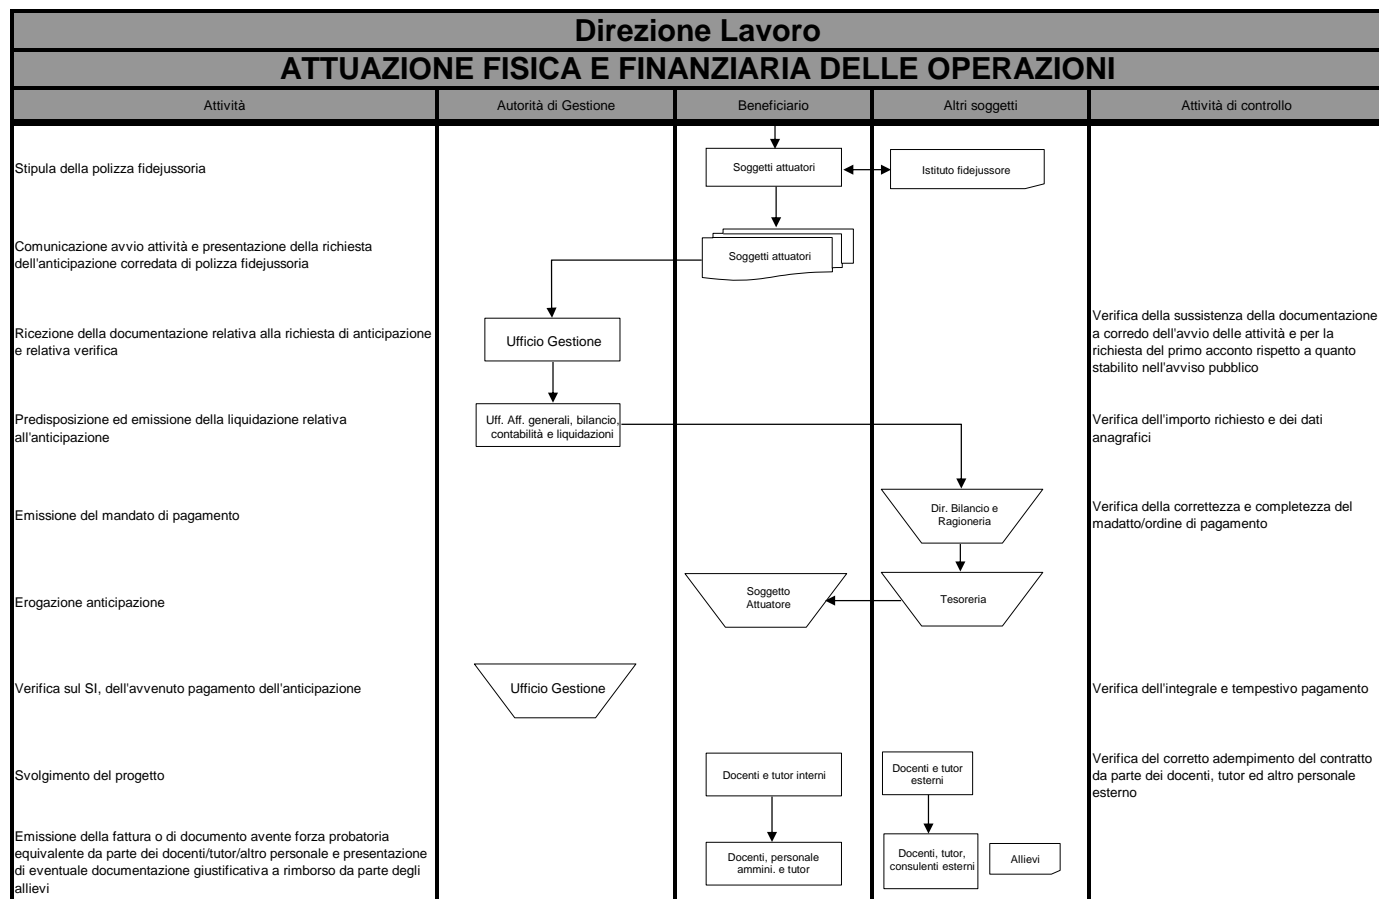 Direzione Lavoro
ATTUAZIONE FISICA E FINANZIARIA DELLE OPERAZIONI
Attività
Autorità di Gestione
Beneficiario
Altri soggetti
Attività di controllo
Stipula della polizza fidejussoria
Soggetti attuatori
Istituto fidejussore
Comunicazione avvio attività e presentazione della richiesta
dell'anticipazione corredata di polizza fidejussoria
Soggetti attuatori
Ricezione della documentazione relativa alla richiesta di anticipazione
e relativa verifica
Ufficio Gestione
Verifica della sussistenza della documentazione
a corredo dell'avvio delle attività e per la
richiesta del primo acconto rispetto a quanto
stabilito nell'avviso pubblico
Predisposizione ed emissione della liquidazione relativa
all'anticipazione
Uff. Aff. generali, bilancio,
contabilità e liquidazioni
Verifica dell'importo richiesto e dei dati
anagrafici
Emissione del mandato di pagamento
Dir. Bilancio e
Ragioneria
Verifica della correttezza e completezza del
madatto/ordine di pagamento
Erogazione anticipazione
Soggetto
Attuatore
Tesoreria
Verifica sul SI, dell'avvenuto pagamento dell'anticipazione
Ufficio Gestione
Verifica dell'integrale e tempestivo pagamento
Svolgimento del progetto
Docenti e tutor interni
Docenti e tutor
esterni
Verifica del corretto adempimento del contratto
da parte dei docenti, tutor ed altro personale
esterno
Emissione della fattura o di documento avente forza probatoria
equivalente da parte dei docenti/tutor/altro personale e presentazione
di eventuale documentazione giustificativa a rimborso da parte degli
allievi
Docenti, personale
ammini. e tutor
Docenti, tutor,
consulenti esterni
Allievi